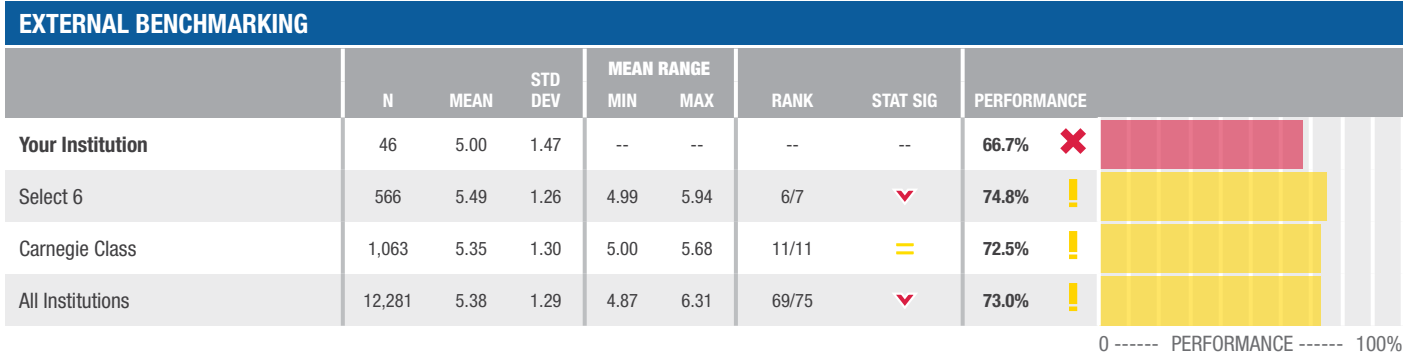 EXTERNAL BENCHMARKING
STD MEAN RANGE
N MEAN DEV MIN MAX RANK STAT SIG PERFORMANCE
Your Institution 46 5.00 1.47 -- -- -- -- 66.7%
Select 6 566 5.49 1.26 4.99 5.94 6/7 74.8%
Carnegie Class 1,063 5.35 1.30 5.00 5.68 11/11 = 72.5%
All Institutions 12,281 5.38 1.29 4.87 6.31 69/75 73.0%
0 ------ PERFORMANCE ------ 100%